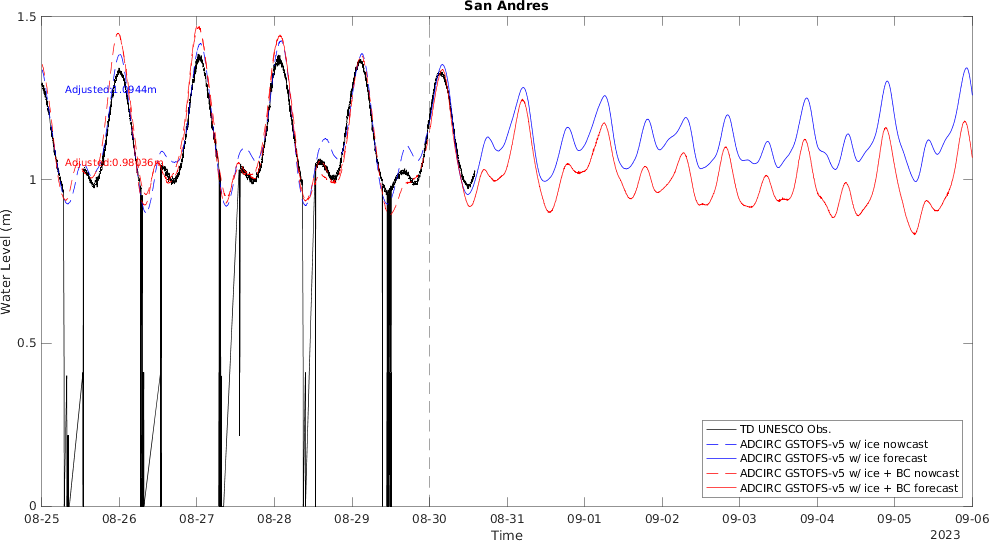 San Andres
1.5
1
0.5
0
Water Level (m)
Adjusted:1.0944m
Adjusted:0.98036m
TD UNESCO Obs.
ADCIRC GSTOFS-v5 w/ ice nowcast
ADCIRC GSTOFS-v5 w/ ice forecast
ADCIRC GSTOFS-v5 w/ ice + BC nowcast
ADCIRC GSTOFS-v5 w/ ice + BC forecast
08-25 08-26 08-27 08-28 08-29 08-30 08-31 09-01 09-02 09-03 09-04 09-05 09-06
Time
2023